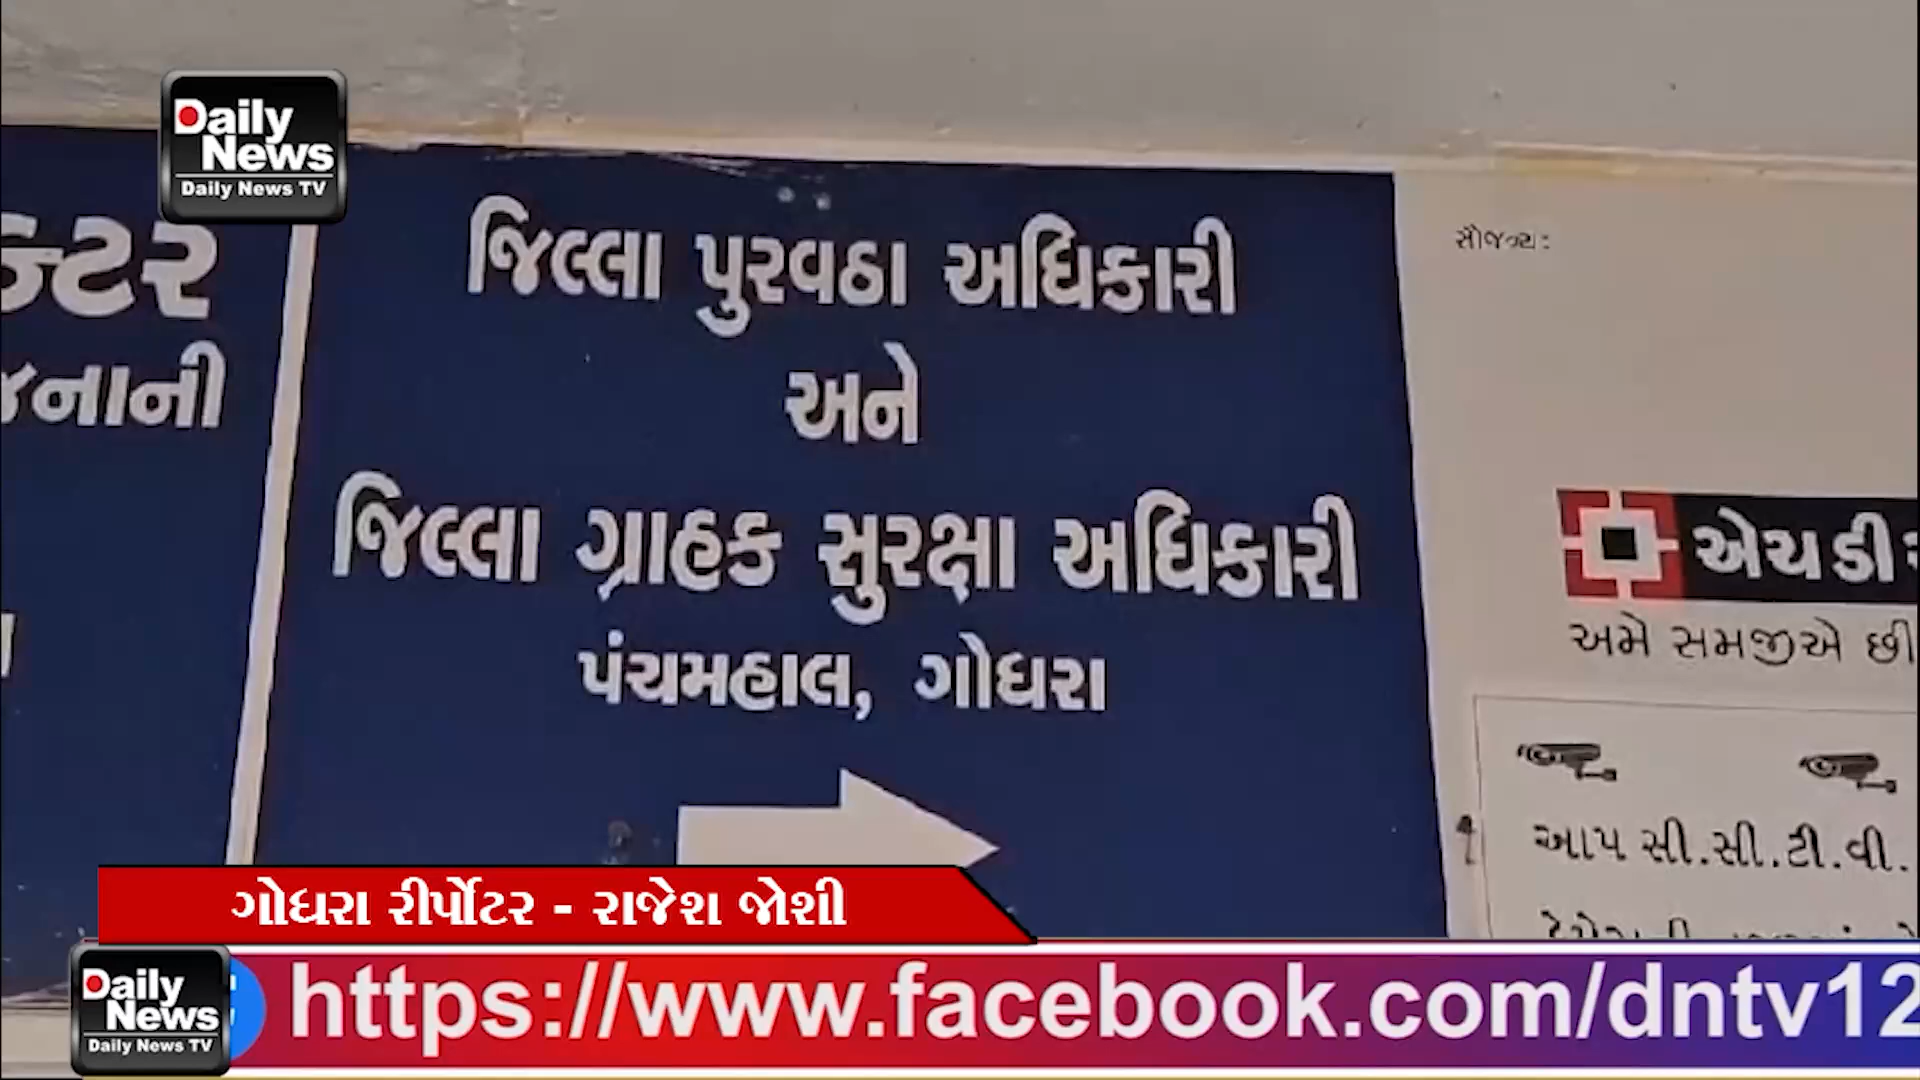 Daily
News
Daily News TV
જિલ્લા પુરવઠા અધિકારી
અને
જિલ્લા ગ્રાહક સુરક્ષા અધિકારી
પંચમહાલ, ગોધરા
જનાની
સૌજન્ય:
એચડી
અમે સમજીએ છી
આપ સી.સી.ટી.વી.
ગોધરા રીર્પોટર - રાજેશ જોશી
Daily
News
Daily News TV
https://www.facebook.com/dntv12